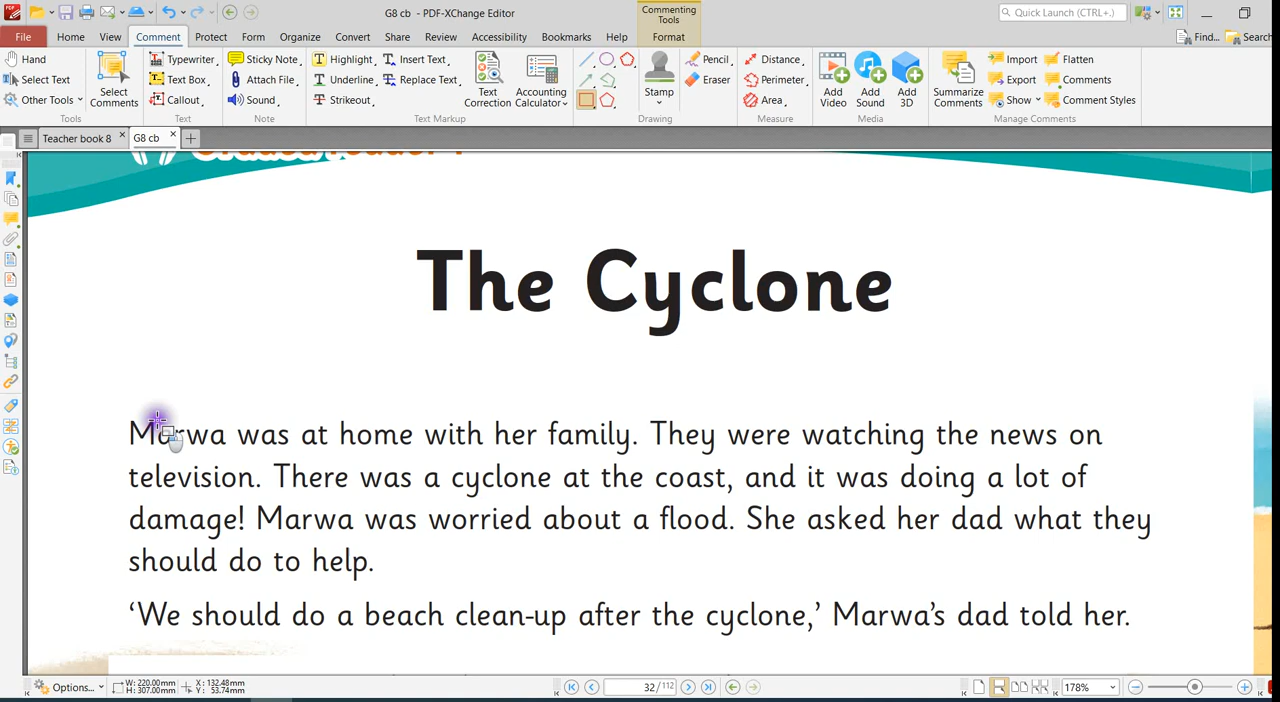 G8 cb - PDF-XChange Editor
Commenting Tools
Quick Launch (CTRL+.)
File Home View Comment Protect Form Organize Convert Share Review Accessibility Bookmarks Help Format
Find... Search
Hand
Select Text
Other Tools
Tools
Select Comments
Typewriter
Text Box
Callout
Text
Sticky Note
Attach File
Sound
Note
Highlight
Underline
Strikeout
Insert Text
Replace Text
Text Markup
Text Correction
Accounting Calculator
Drawing
Stamp
Pencil
Eraser
Distance
Perimeter
Area
Measure
Add Video
Add Sound
Add 3D
Media
Summarize Comments
Import
Export
Show
Flatten
Comments
Comment Styles
Manage Comments
Teacher book 8
G8 cb
The Cyclone
Marwa was at home with her family. They were watching the news on
television. There was a cyclone at the coast, and it was doing a lot of
damage! Marwa was worried about a flood. She asked her dad what they
should do to help.
‘We should do a beach clean-up after the cyclone,’ Marwa’s dad told her.
Options...
W: 220.00mm
H: 307.00mm
X: 132.48mm
Y: 53.74mm
32 / 112
178%